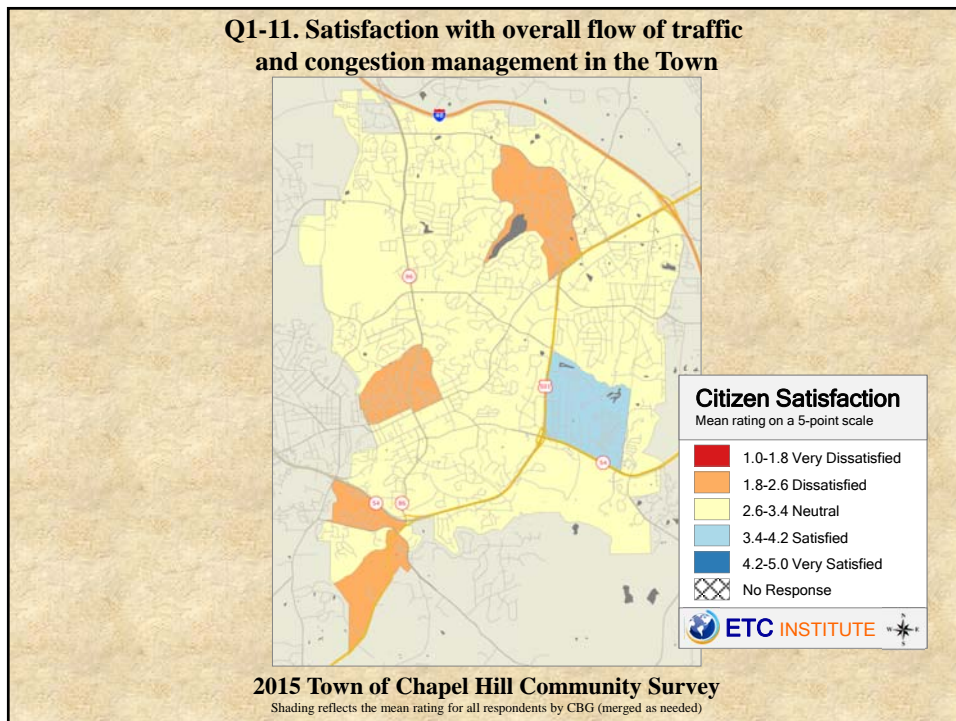 Q1-11. Satisfaction with overall flow of traffic
and congestion management in the Town
40
86
501
54
54
86
Citizen Satisfaction
Mean rating on a 5-point scale
1.0-1.8 Very Dissatisfied
1.8-2.6 Dissatisfied
2.6-3.4 Neutral
3.4-4.2 Satisfied
4.2-5.0 Very Satisfied
No Response
ETC INSTITUTE
N
W E
S
2015 Town of Chapel Hill Community Survey
Shading reflects the mean rating for all respondents by CBG (merged as needed)